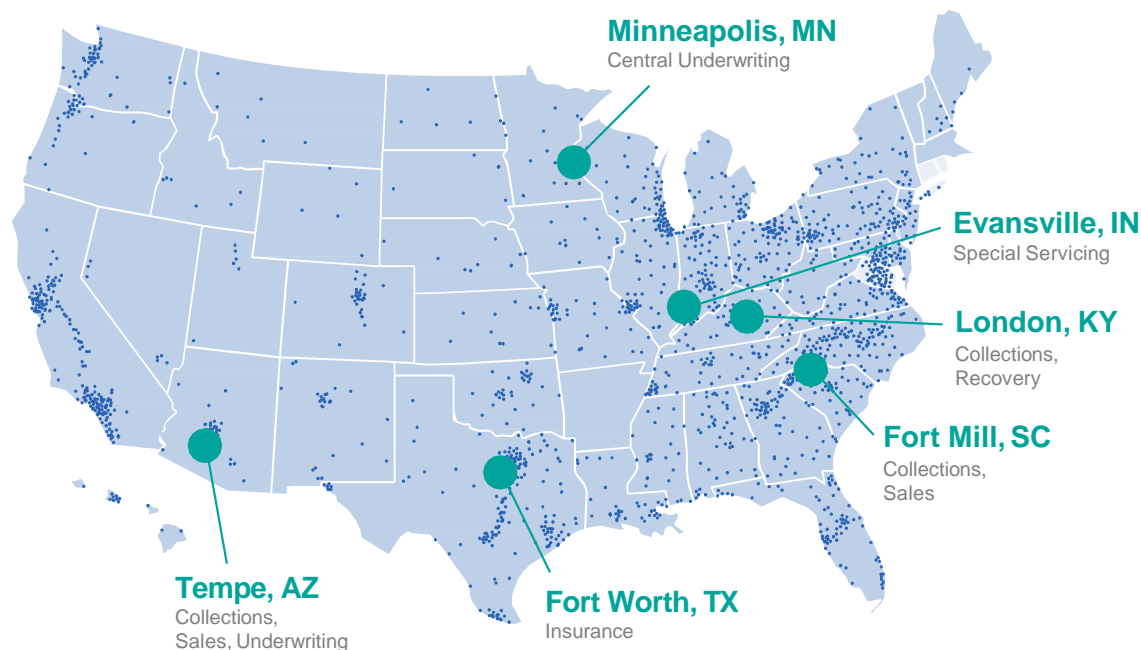 Minneapolis, MN
Central Underwriting
Evansville, IN
Special Servicing
London, KY
Collections,
Recovery
Fort Mill, SC
Collections,
Sales
Tempe, AZ
Collections,
Sales, Underwriting
Fort Worth, TX
Insurance